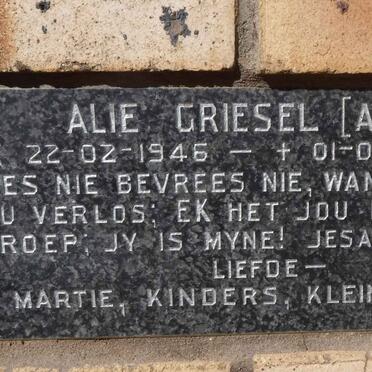 ALIE GRIESEL [A
22-02-1946 — + 01-0
ES NIE BEVREES NIE, WAN
U VERLOS; EK HET JOU
ROEP; JY IS MYNE! JESA
LIEFDE—
MARTIE, KINDERS, KLEIN